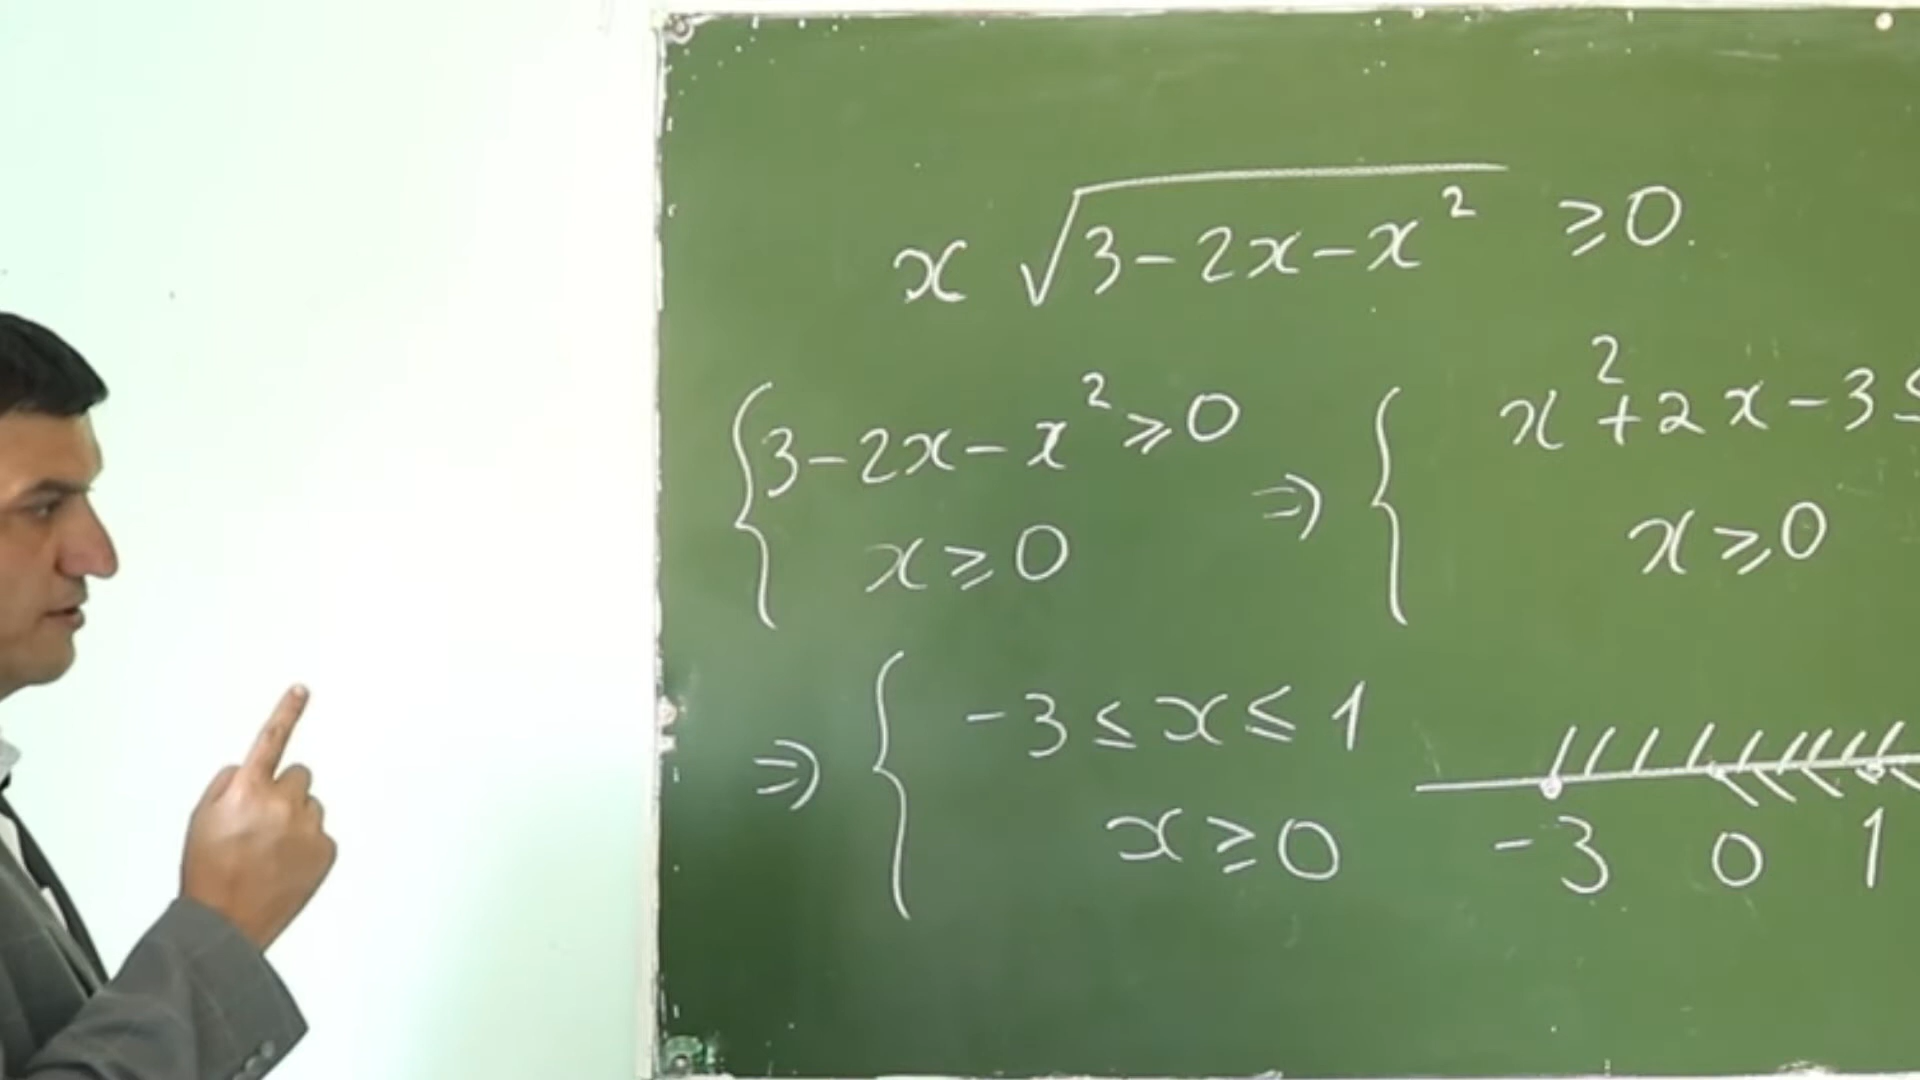 x √3-2x-x² ≥0
{3-2x-x²≥0
x≥0
⇒ { x²+2x-3≤
x≥0
⇒ { -3≤x≤1
x≥0
-3 0 1